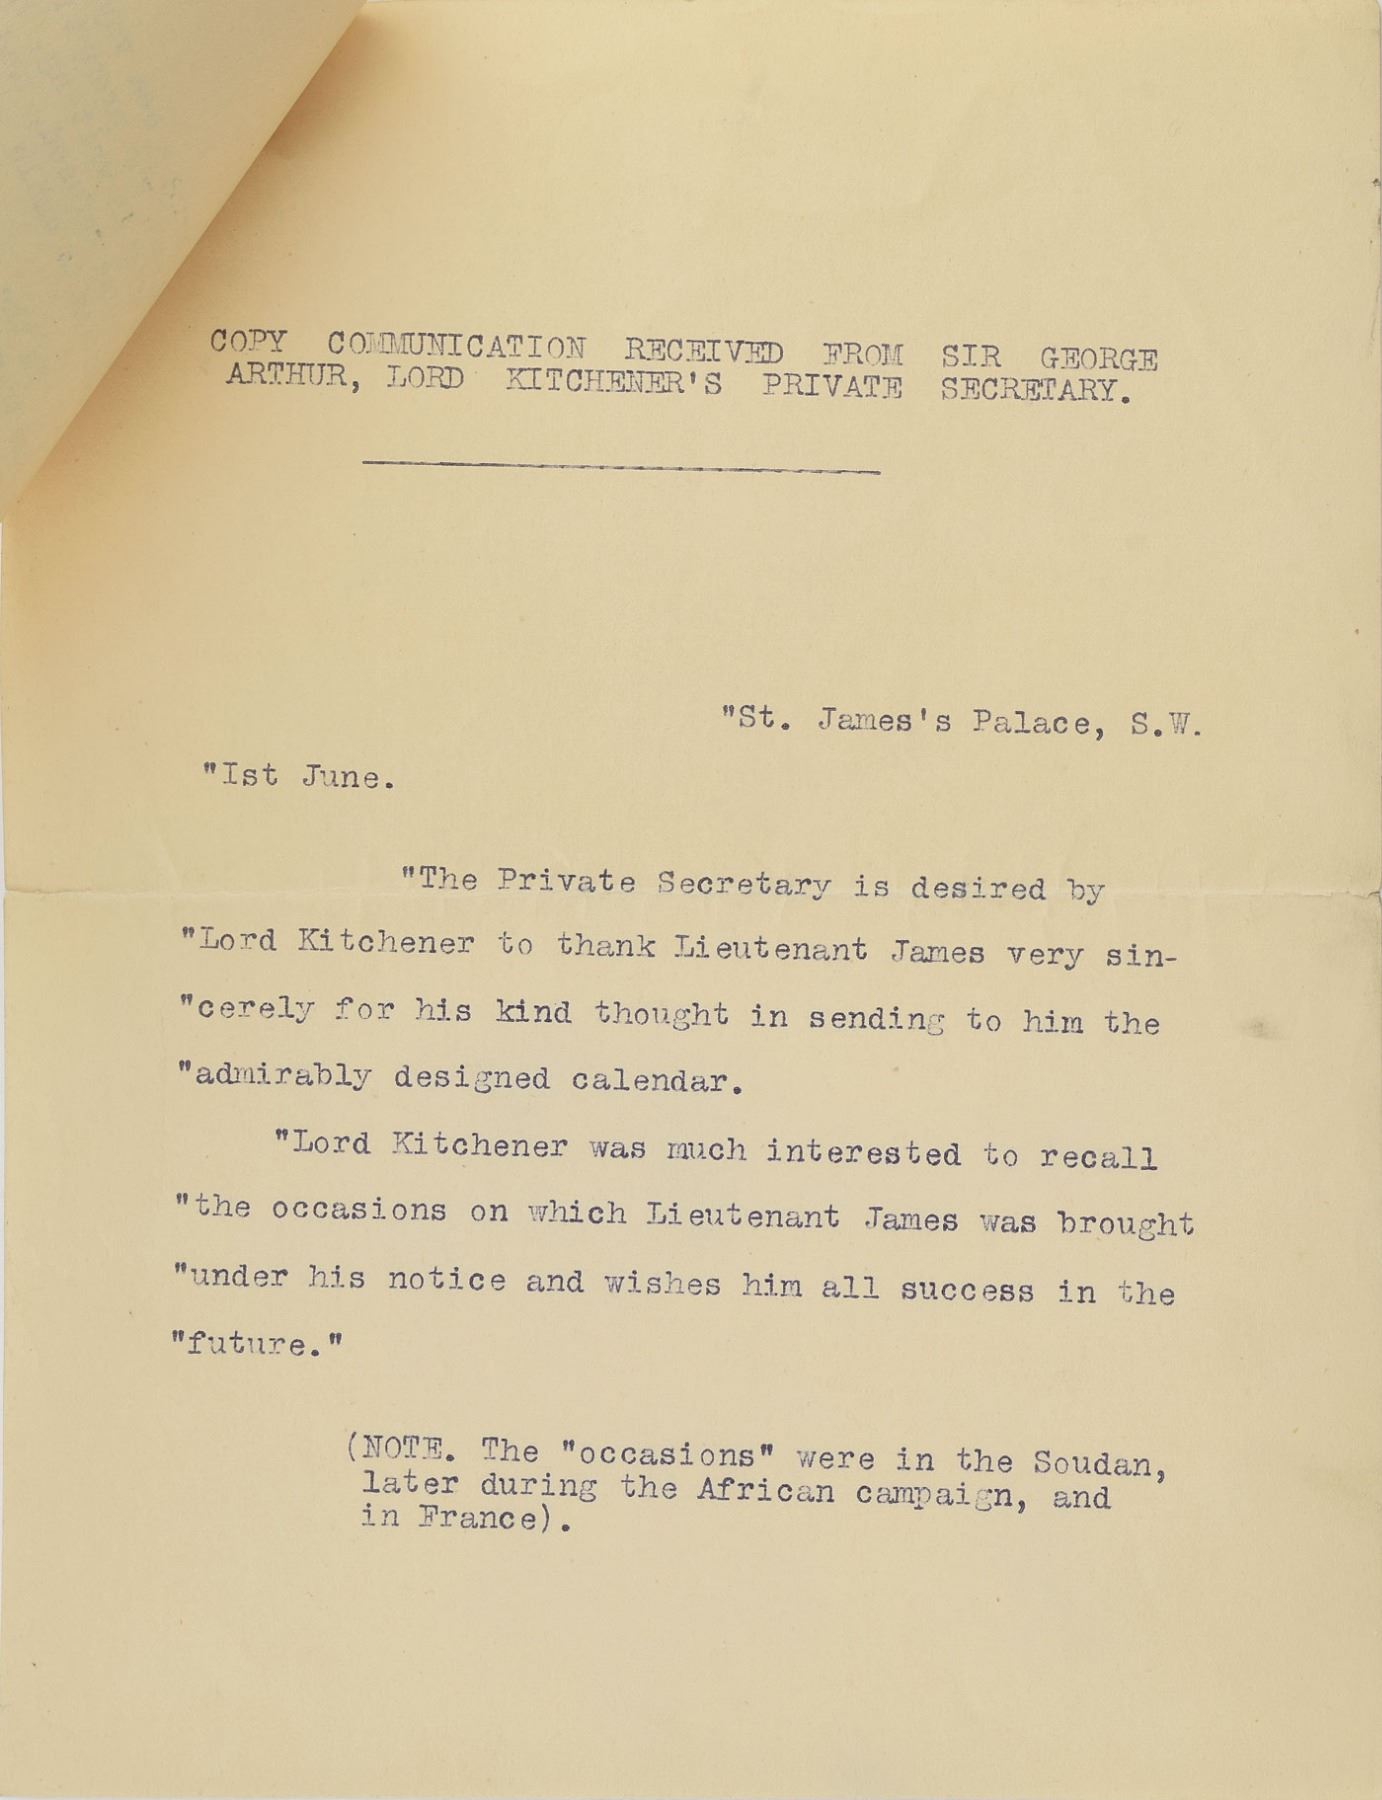 COPY COMMUNICATION RECEIVED FROM SIR GEORGE
ARTHUR, LORD KITCHENER'S PRIVATE SECRETARY.
"St. James's Palace, S.W.
"Ist June.
"The Private Secretary is desired by
"Lord Kitchener to thank Lieutenant James very sin-
"cerely for his kind thought in sending to him the
"admirably designed calendar.
"Lord Kitchener was much interested to recall
"the occasions on which Lieutenant James was brought
"under his notice and wishes him all success in the
"future."
(NOTE. The "occasions" were in the Soudan,
later during the African campaign, and
in France).